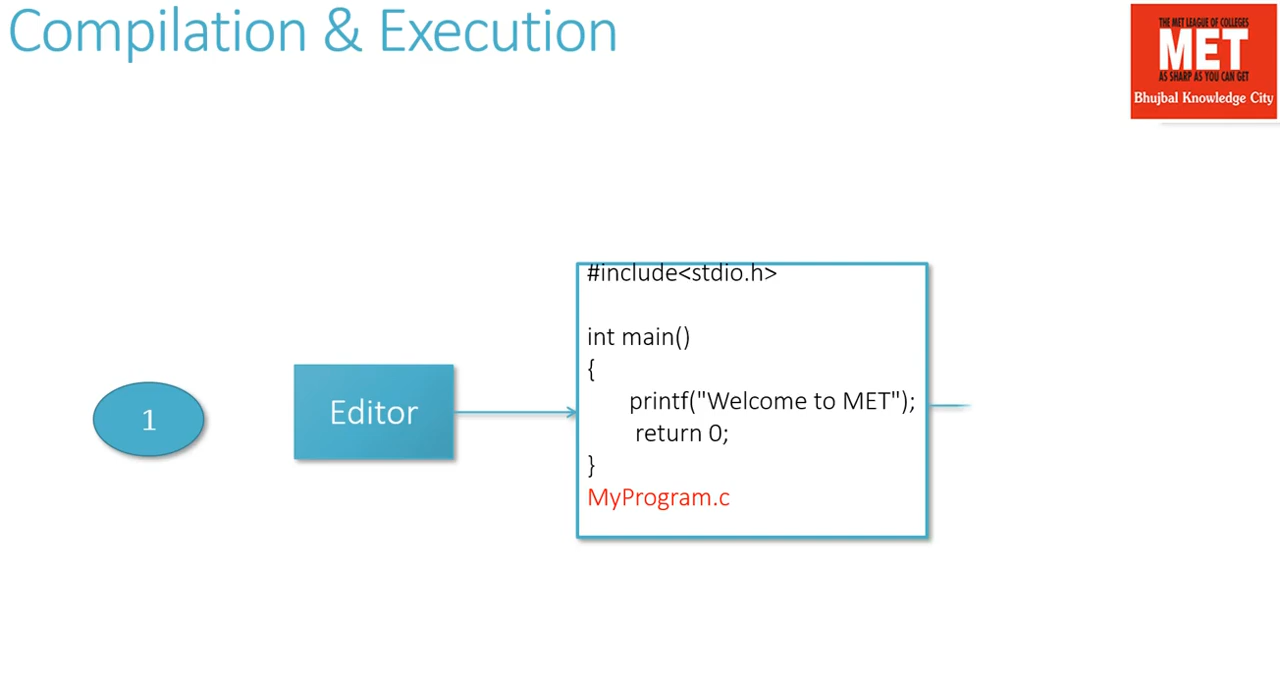 Compilation & Execution
THE MET LEAGUE OF COLLEGES
MET
AS SHARP AS YOU CAN GET
Bhujbal Knowledge City
#include<stdio.h>
int main()
{
printf("Welcome to MET");
return 0;
}
MyProgram.c
Editor
1